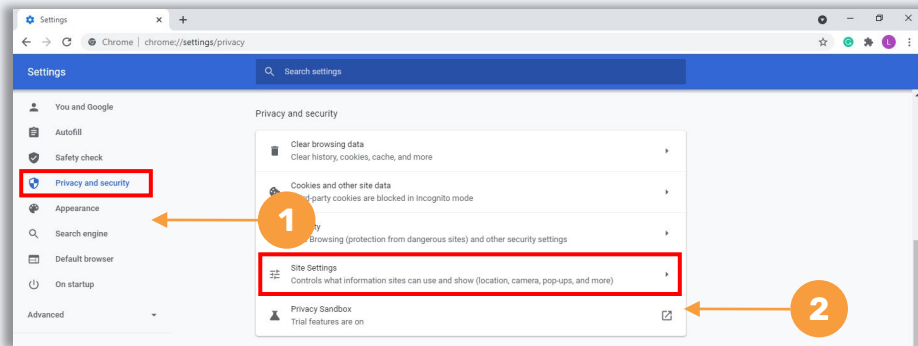 Settings
Chrome | chrome://settings/privacy
L
Settings
Search settings
You and Google
Autofill
Safety check
Privacy and security
Appearance
Search engine
Default browser
On startup
Advanced
Privacy and security
Clear browsing data
Clear history, cookies, cache, and more
Cookies and other site data
cookies are blocked in Incognito mode
1
Browsing (protection from dangerous sites) and other security settings
Site Settings
Controls what information sites can use and show (location, camera, pop-ups, and more)
Privacy Sandbox
Trial features are on
2